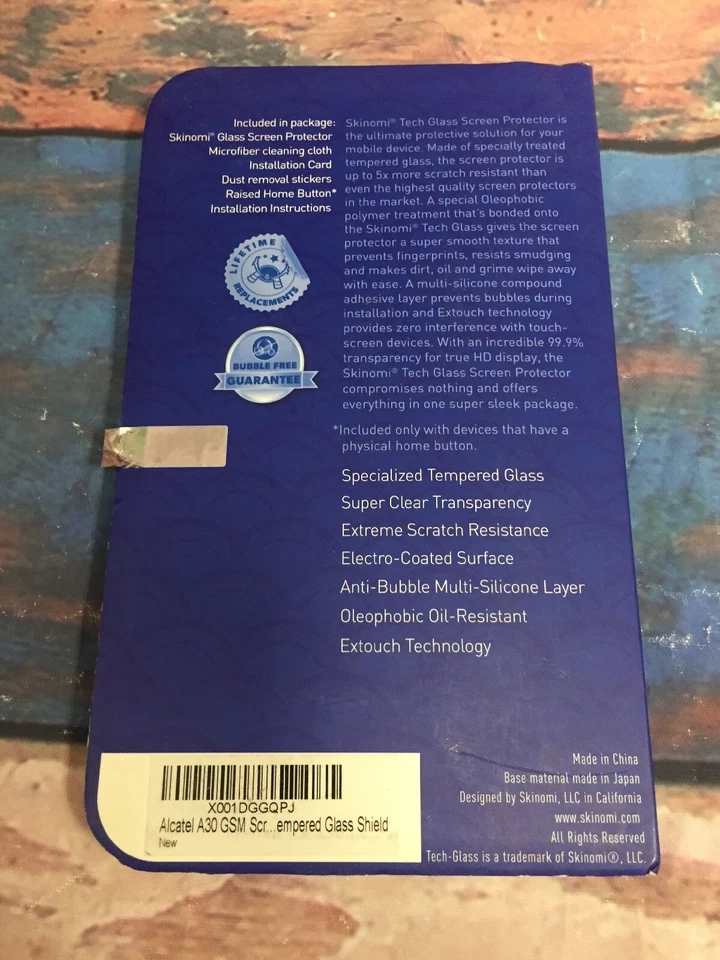 Included in package:
Skinomi® Glass Screen Protector
Microfiber cleaning cloth
Installation Card
Dust removal stickers
Raised Home Button*
Installation Instructions
LIFETIME
REPLACEMENTS
BUBBLE FREE
GUARANTEE
Skinomi® Tech Glass Screen Protector is
the ultimate protective solution for your
mobile device. Made of specially treated
tempered glass, the screen protector is
up to 5x more scratch resistant than
even the highest quality screen protectors
in the market. A special Oleophobic
polymer treatment that's bonded onto
the Skinomi® Tech Glass gives the screen
protector a super smooth texture that
prevents fingerprints, resists smudging
and makes dirt, oil and grime wipe away
with ease. A multi-silicone compound
adhesive layer prevents bubbles during
installation and Extouch technology
provides zero interference with touch-
screen devices. With an incredible 99.9%
transparency for true HD display, the
Skinomi® Tech Glass Screen Protector
compromises nothing and offers
everything in one super sleek package.
*Included only with devices that have a
physical home button.
Specialized Tempered Glass
Super Clear Transparency
Extreme Scratch Resistance
Electro-Coated Surface
Anti-Bubble Multi-Silicone Layer
Oleophobic Oil-Resistant
Extouch Technology
X001DGGQPJ
Alcatel A30 GSM Scr...empered Glass Shield
New
Made in China
Base material made in Japan
Designed by Skinomi, LLC in California
www.skinomi.com
All Rights Reserved
Tech-Glass is a trademark of Skinomi®, LLC.